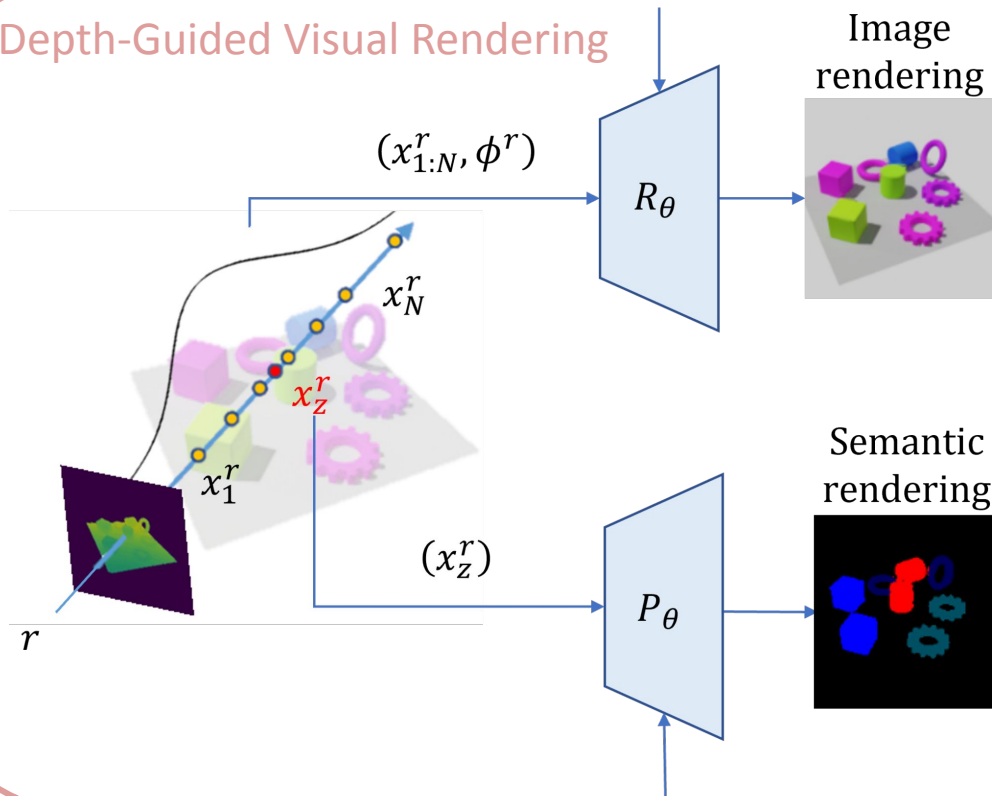 Depth-Guided Visual Rendering
Image
rendering
(x^r_{1:N}, ϕ^r)
R_θ
x^r_N
x^r_z
x^r_1
Semantic
rendering
(x^r_z)
P_θ
r